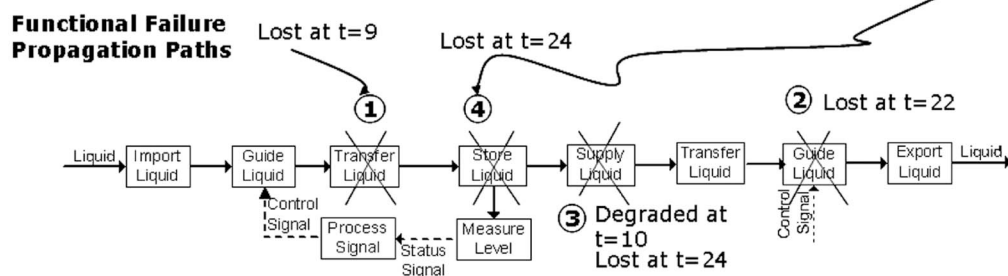 Functional Failure
Propagation Paths
Lost at t=9
Lost at t=24
1
4
2 Lost at t=22
Liquid
Import
Liquid
Guide
Liquid
Transfer
Liquid
Store
Liquid
Supply
Liquid
Transfer
Liquid
Guide
Liquid
Export
Liquid
Liquid
Control
Signal
Process
Signal
Status
Signal
Measure
Level
3 Degraded at
t=10
Lost at t=24
Control
Signal